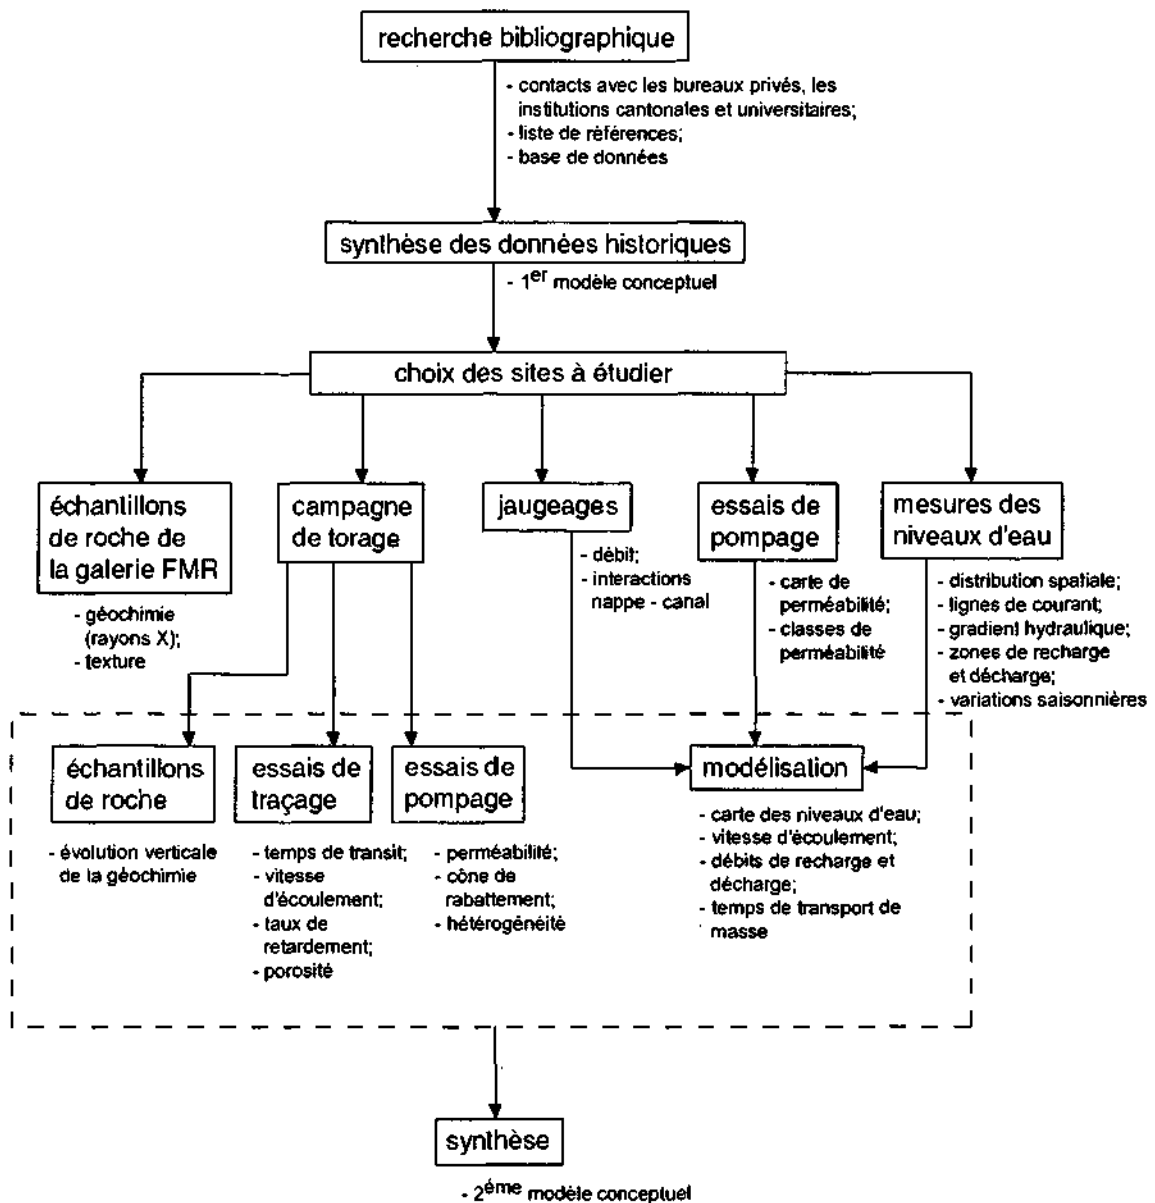 recherche bibliographique
- contacts avec les bureaux privés, les
institutions cantonales et universitaires;
- liste de références;
- base de données
synthèse des données historiques
- 1er modèle conceptuel
choix des sites à étudier
échantillons
de roche de
la galerie FMR
- géochimie
(rayons X);
- texture
campagne
de torage
jaugeages
- débit;
- interactions
nappe - canal
essais de
pompage
- carte de
perméabilité;
- classes de
perméabilité
mesures des
niveaux d'eau
- distribution spatiale;
- lignes de courant;
- gradient hydraulique;
- zones de recharge
et décharge;
- variations saisonnières
échantillons
de roche
- évolution verticale
de la géochimie
essais de
traçage
- temps de transit;
- vitesse
d'écoulement;
- taux de
retardement;
- porosité
essais de
pompage
- perméabilité;
- cône de
rabattement;
- hétérogénéité
modélisation
- carte des niveaux d'eau;
- vitesse d'écoulement;
- débits de recharge et
décharge;
- temps de transport de
masse
synthèse
- 2éme modèle conceptuel